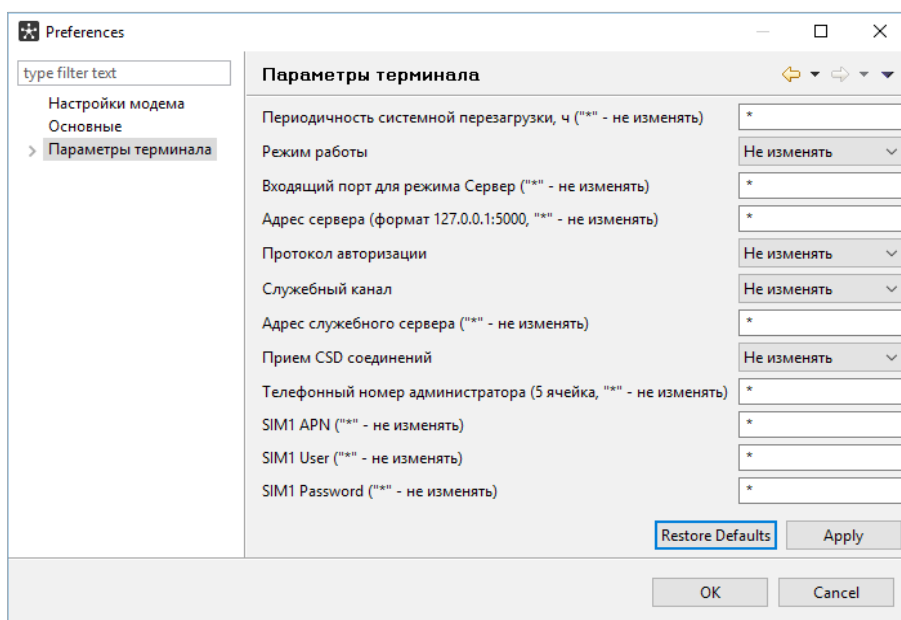 Preferences
type filter text
Настройки модема
Основные
Параметры терминала
Параметры терминала
Периодичность системной перезагрузки, ч ("*" - не изменять)
*
Режим работы
Не изменять
Входящий порт для режима Сервер ("*" - не изменять)
*
Адрес сервера (формат 127.0.0.1:5000, "*" - не изменять)
*
Протокол авторизации
Не изменять
Служебный канал
Не изменять
Адрес служебного сервера ("*" - не изменять)
*
Прием CSD соединений
Не изменять
Телефонный номер администратора (5 ячейка, "*" - не изменять)
*
SIM1 APN ("*" - не изменять)
*
SIM1 User ("*" - не изменять)
*
SIM1 Password ("*" - не изменять)
*
Restore Defaults
Apply
OK
Cancel